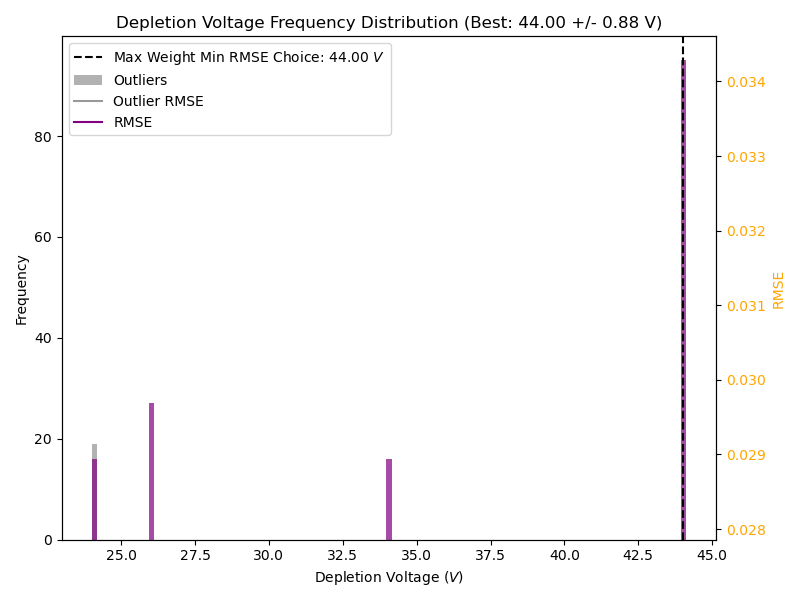 Depletion Voltage Frequency Distribution (Best: 44.00 +/- 0.88 V)
Max Weight Min RMSE Choice: 44.00 V
Outliers
Outlier RMSE
RMSE
80
60
40
20
0
Frequency
0.034
0.033
0.032
0.031
0.030
0.029
0.028
RMSE
25.0 27.5 30.0 32.5 35.0 37.5 40.0 42.5 45.0
Depletion Voltage (V)